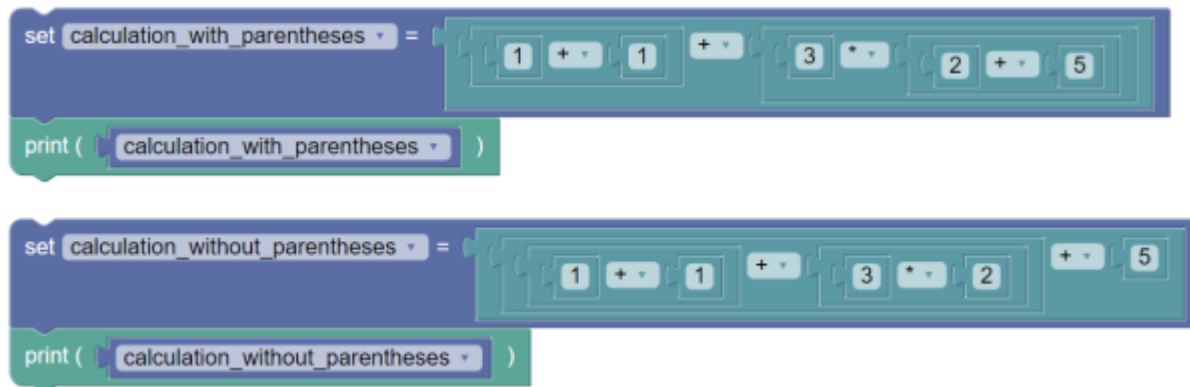 set calculation_with_parentheses = 1 + 1 + 3 * 2 + 5
print ( calculation_with_parentheses )
set calculation_without_parentheses = 1 + 1 + 3 * 2 + 5
print ( calculation_without_parentheses )